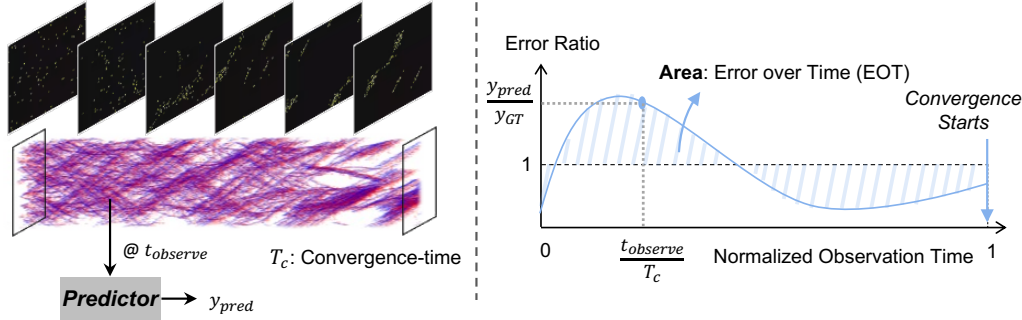 @ t_observe
T_c: Convergence-time
Predictor
y_pred
Error Ratio
y_pred
y_GT
Area: Error over Time (EOT)
Convergence
Starts
1
0
t_observe
T_c
Normalized Observation Time
1